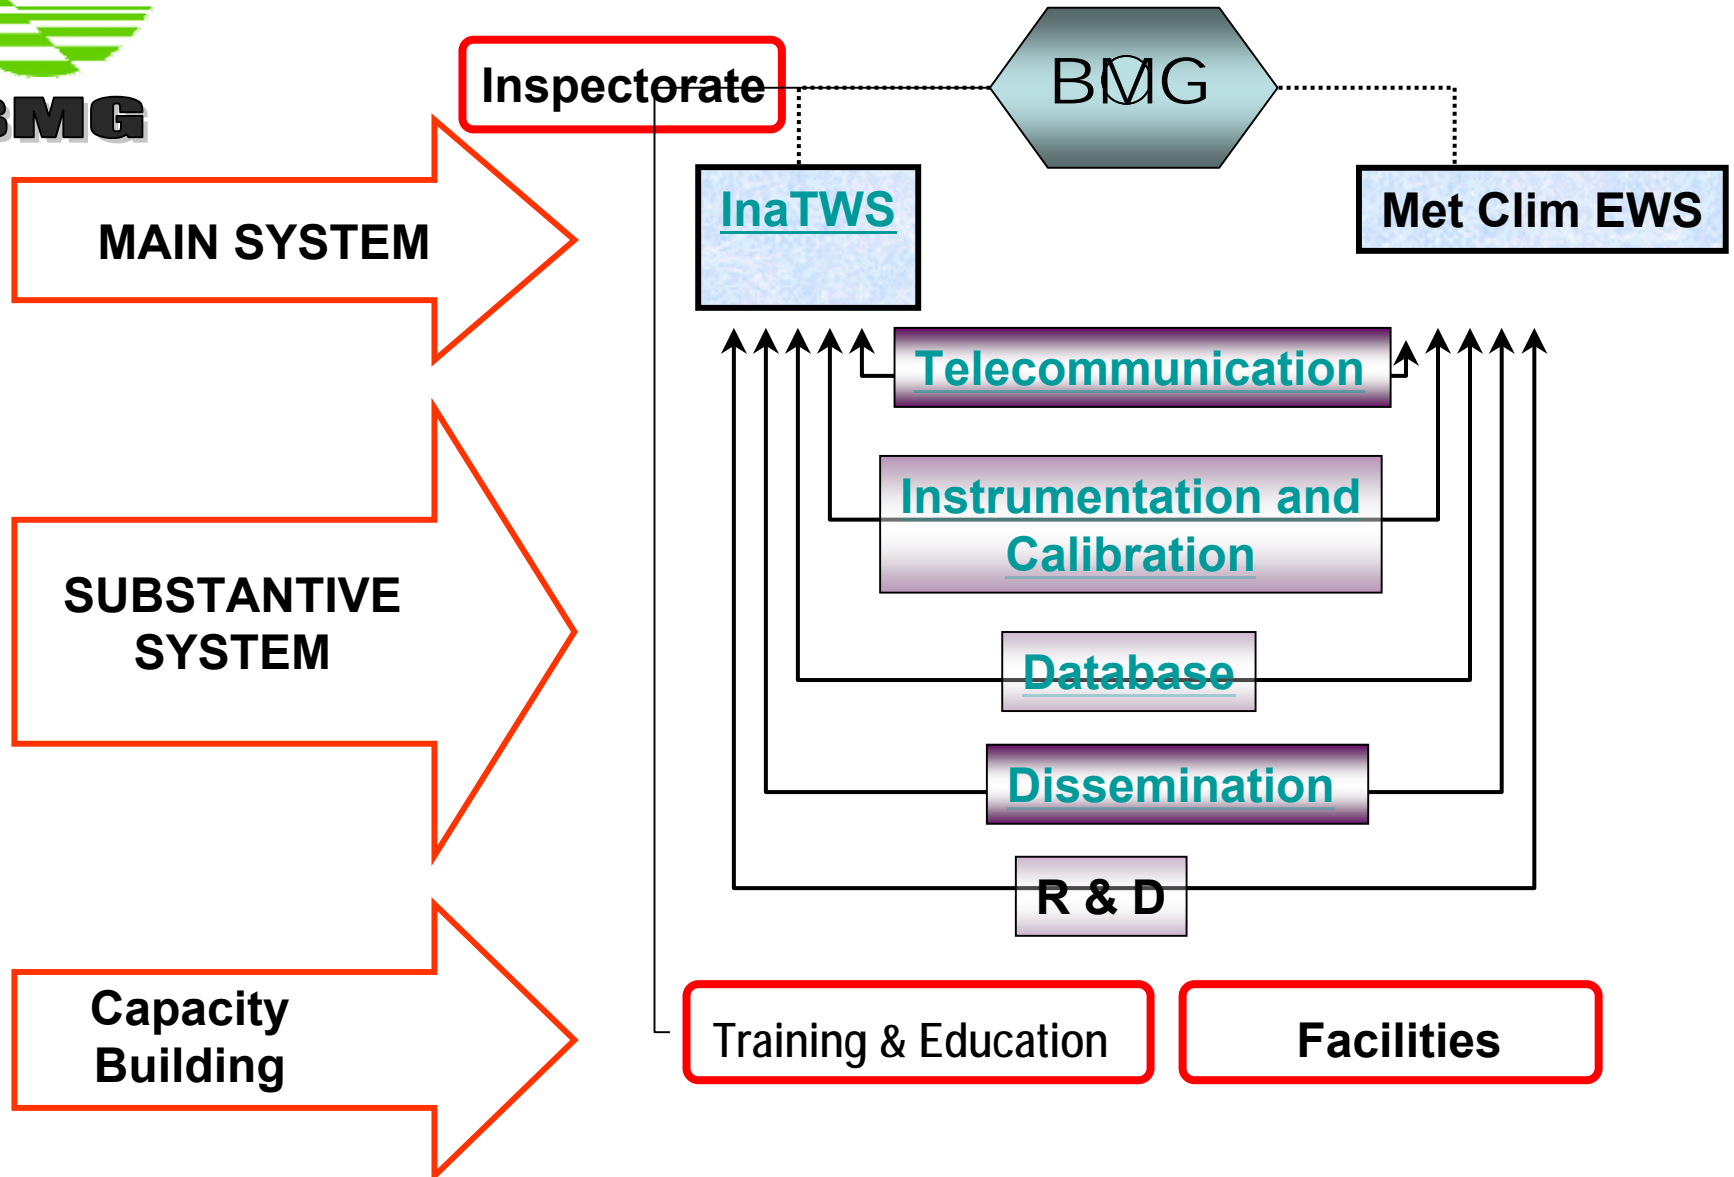 BMG
Inspectorate
BMG
MAIN SYSTEM
InaTWS
Met Clim EWS
Telecommunication
Instrumentation and
Calibration
SUBSTANTIVE
SYSTEM
Database
Dissemination
R & D
Capacity
Building
Training & Education
Facilities